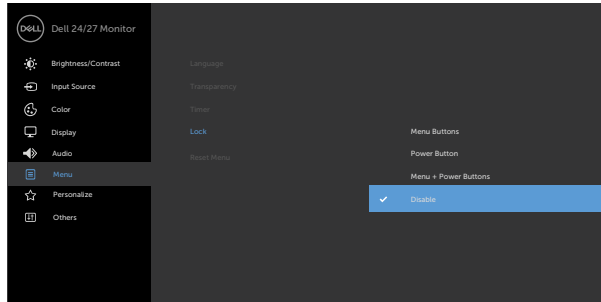 DELL
Dell 24/27 Monitor
Brightness/Contrast
Input Source
Color
Display
Audio
Menu
Personalize
Others
Language
Transparency
Timer
Lock
Reset Menu
Menu Buttons
Power Button
Menu + Power Buttons
Disable